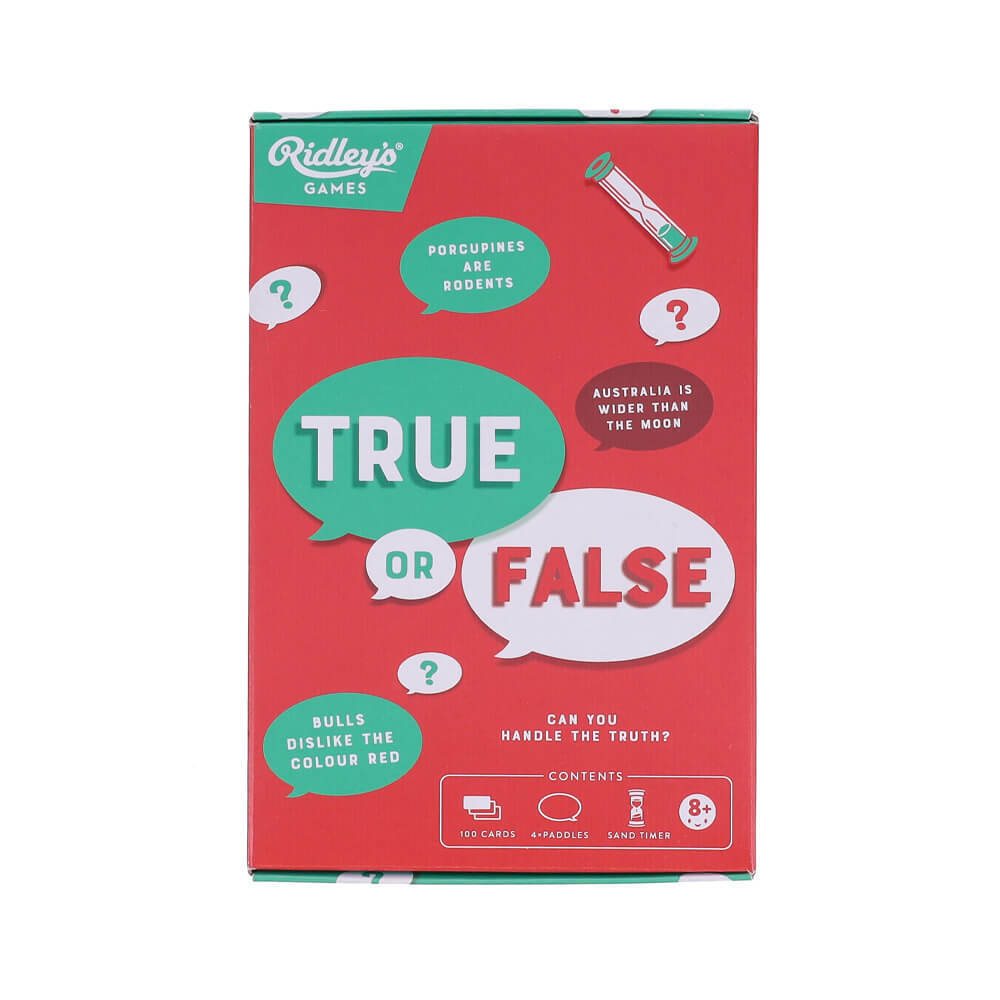 Ridley's®
GAMES
PORCUPINES
ARE
RODENTS
?
?
AUSTRALIA IS
WIDER THAN
THE MOON
TRUE
OR
FALSE
?
BULLS
DISLIKE THE
COLOUR RED
CAN YOU
HANDLE THE TRUTH?
CONTENTS
100 CARDS
4×PADDLES
SAND TIMER
8+